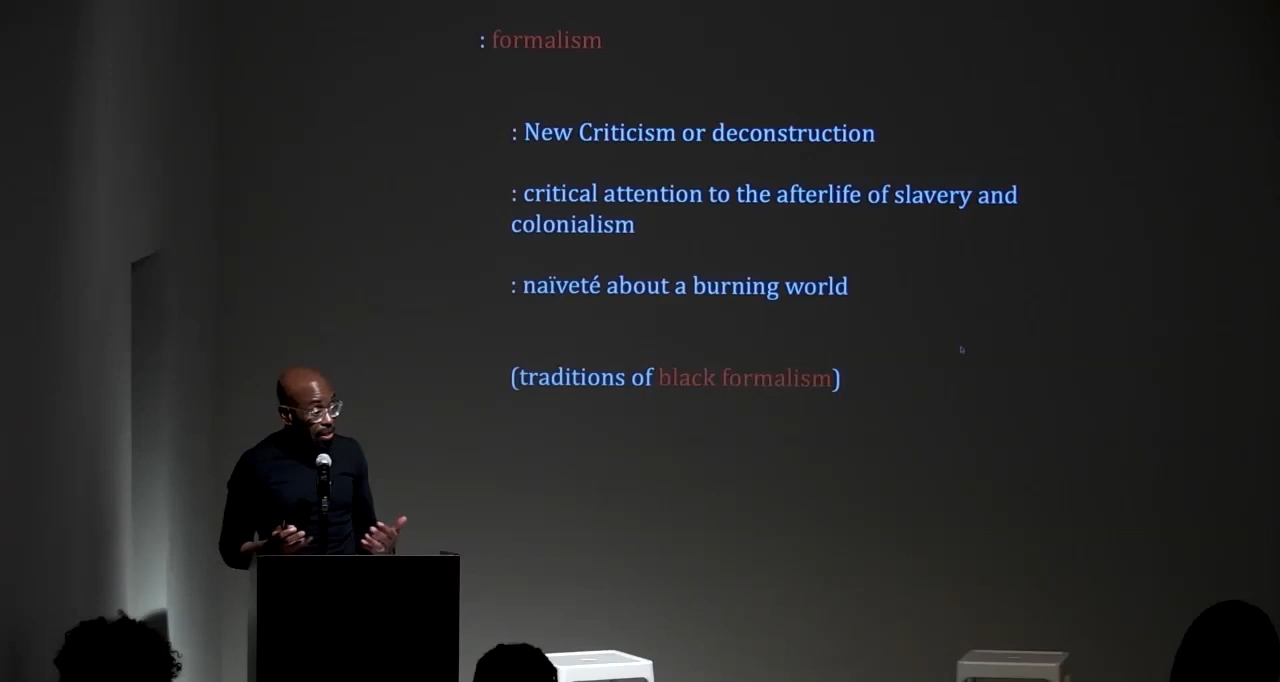 : formalism
: New Criticism or deconstruction
: critical attention to the afterlife of slavery and
colonialism
: naïveté about a burning world
(traditions of black formalism)